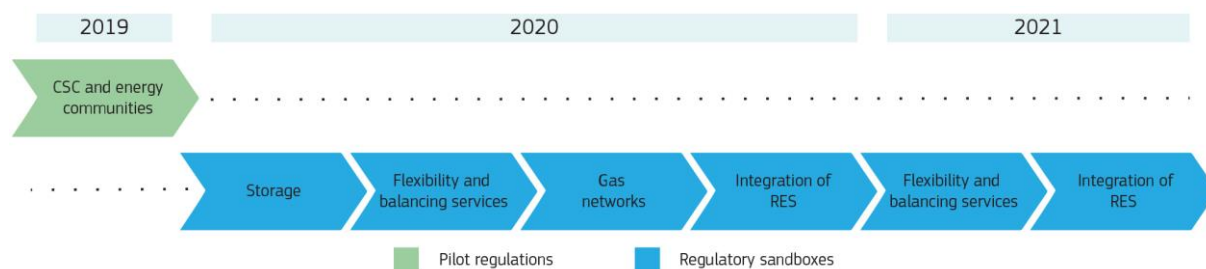 2019
2020
2021
CSC and energy
communities
Storage
Flexibility and
balancing services
Gas
networks
Integration of
RES
Flexibility and
balancing services
Integration of
RES
Pilot regulations
Regulatory sandboxes